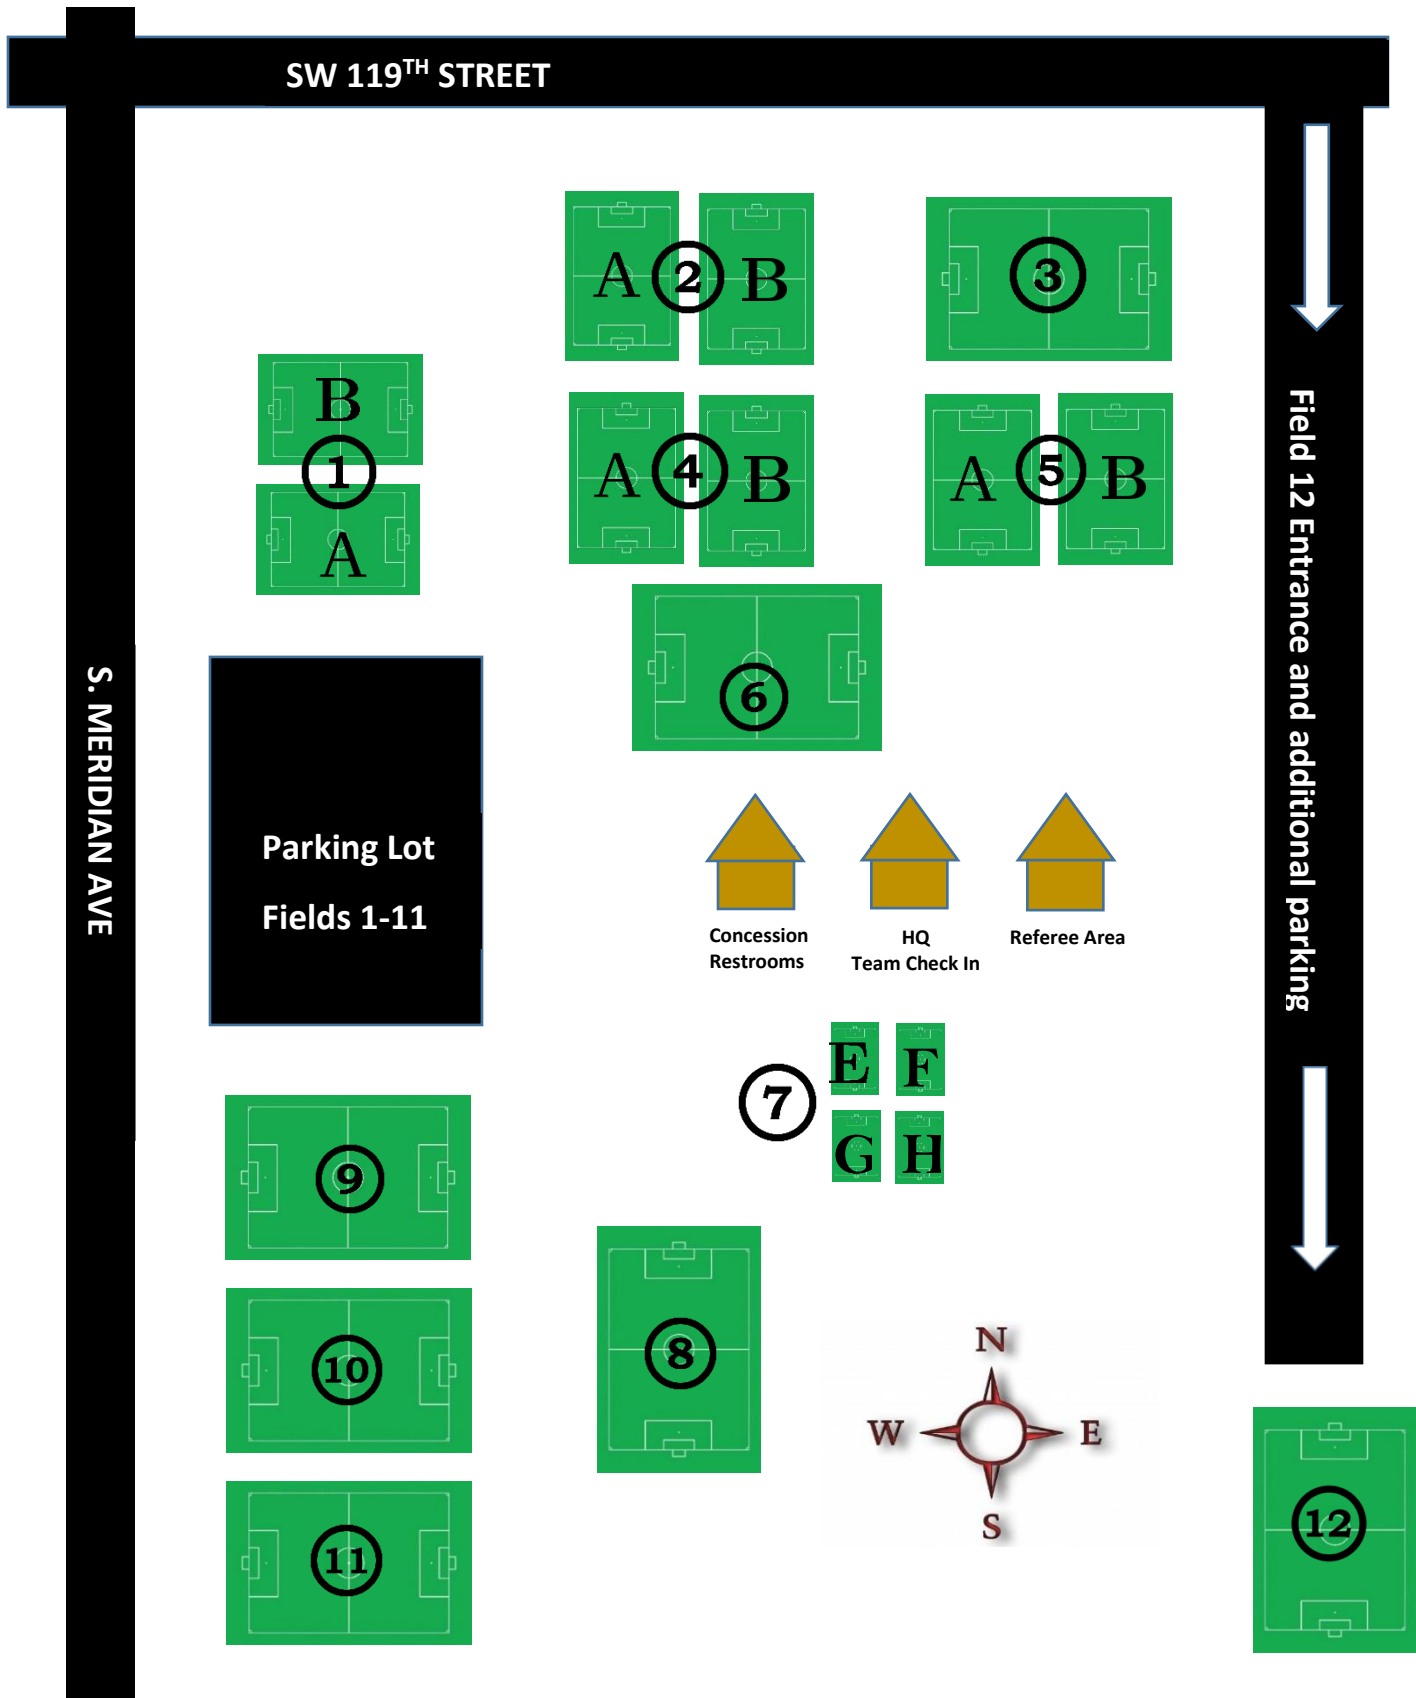 SW 119TH STREET
A 2 B
3
B
1
A
A 4 B
A 5 B
6
S. MERIDIAN AVE
Field 12 Entrance and additional parking
Parking Lot
Fields 1-11
Concession
Restrooms
HQ
Team Check In
Referee Area
7
E F
G H
9
8
10
11
N
W E
S
12